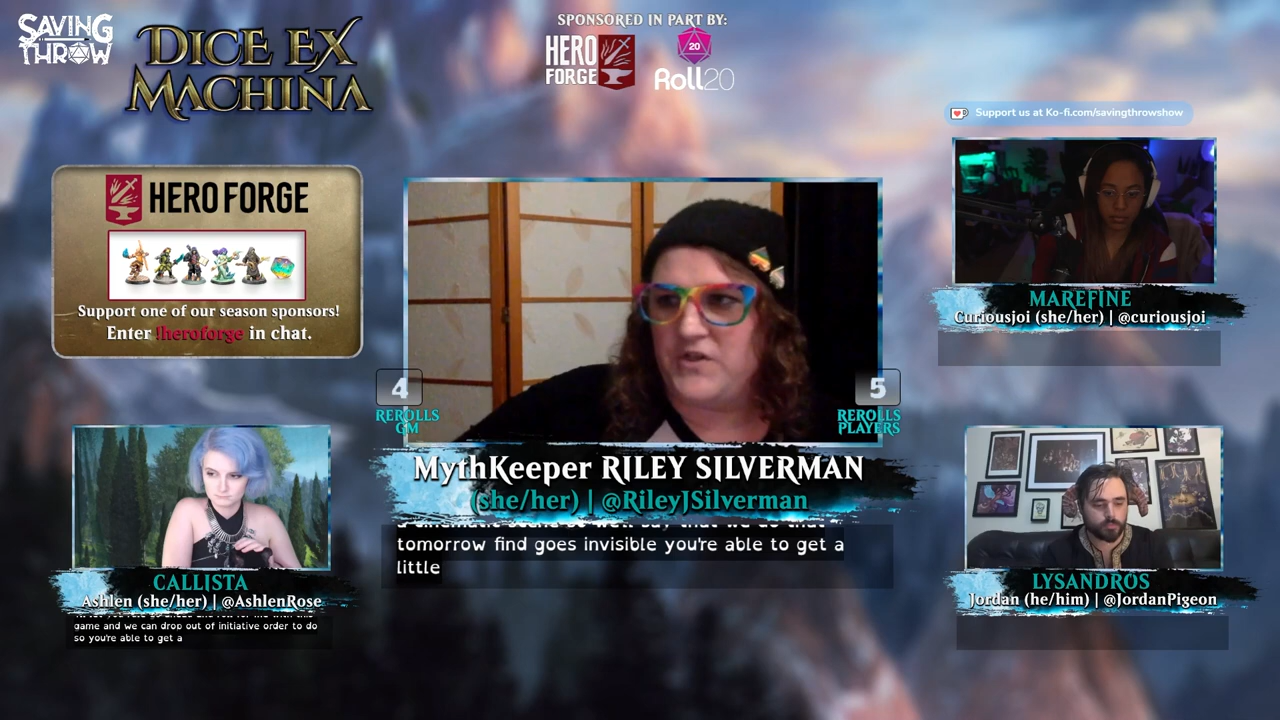 SAVING
THROW
DICE EX
MACHINA
SPONSORED IN PART BY:
HERO
FORGE
20
Roll20
Support us at Ko-fi.com/savingthrowshow
HERO FORGE
Support one of our season sponsors!
Enter !heroforge in chat.
MAREFINE
Curiousjoi (she/her) | @curiousjoi
4
REROLLS
GM
5
REROLLS
PLAYERS
MythKeeper RILEY SILVERMAN
(she/her) | @RileyJSilverman
tomorrow find goes invisible you're able to get a
little
CALLISTA
Ashlen (she/her) | @AshlenRose
game and we can drop out of initiative order to do
so you're able to get a
LYSANDROS
Jordan (he/him) | @JordanPigeon